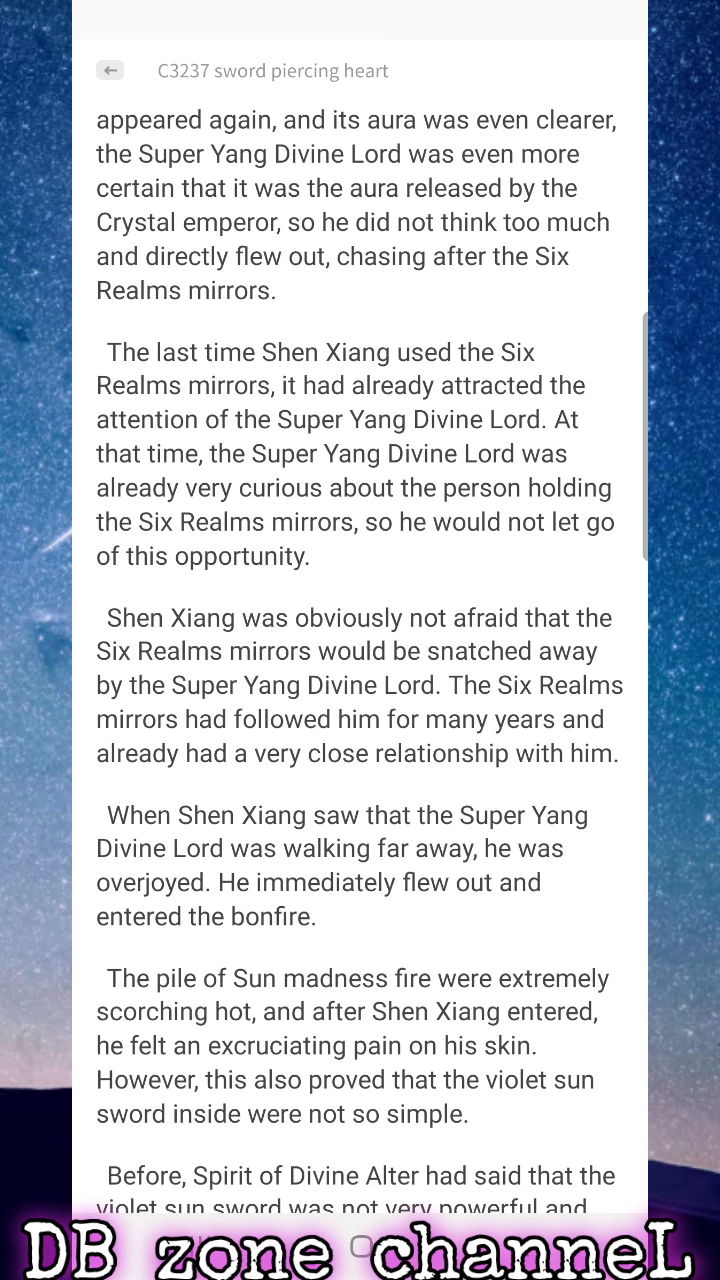 C3237 sword piercing heart
appeared again, and its aura was even clearer,
the Super Yang Divine Lord was even more
certain that it was the aura released by the
Crystal emperor, so he did not think too much
and directly flew out, chasing after the Six
Realms mirrors.
The last time Shen Xiang used the Six
Realms mirrors, it had already attracted the
attention of the Super Yang Divine Lord. At
that time, the Super Yang Divine Lord was
already very curious about the person holding
the Six Realms mirrors, so he would not let go
of this opportunity.
Shen Xiang was obviously not afraid that the
Six Realms mirrors would be snatched away
by the Super Yang Divine Lord. The Six Realms
mirrors had followed him for many years and
already had a very close relationship with him.
When Shen Xiang saw that the Super Yang
Divine Lord was walking far away, he was
overjoyed. He immediately flew out and
entered the bonfire.
The pile of Sun madness fire were extremely
scorching hot, and after Shen Xiang entered,
he felt an excruciating pain on his skin.
However, this also proved that the violet sun
sword inside were not so simple.
Before, Spirit of Divine Alter had said that the
violet sun sword was not very powerful and
DB zone channeL